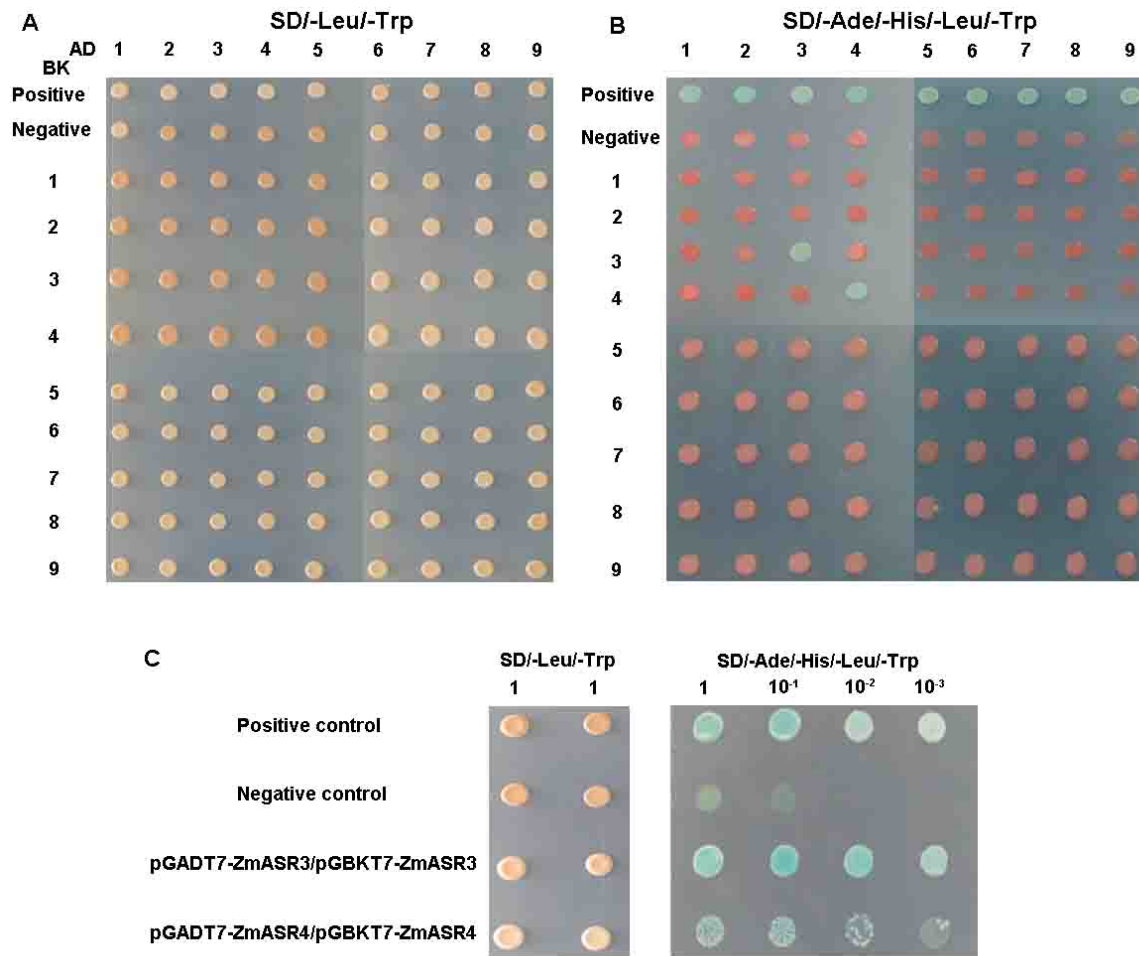 A
SD/-Leu/-Trp
AD 1 2 3 4 5 6 7 8 9
BK
Positive
Negative
1
2
3
4
5
6
7
8
9
B
SD/-Ade/-His/-Leu/-Trp
1 2 3 4 5 6 7 8 9
Positive
Negative
1
2
3
4
5
6
7
8
9
C
SD/-Leu/-Trp
1 1
SD/-Ade/-His/-Leu/-Trp
1 10⁻¹ 10⁻² 10⁻³
Positive control
Negative control
pGADT7-ZmASR3/pGBKT7-ZmASR3
pGADT7-ZmASR4/pGBKT7-ZmASR4